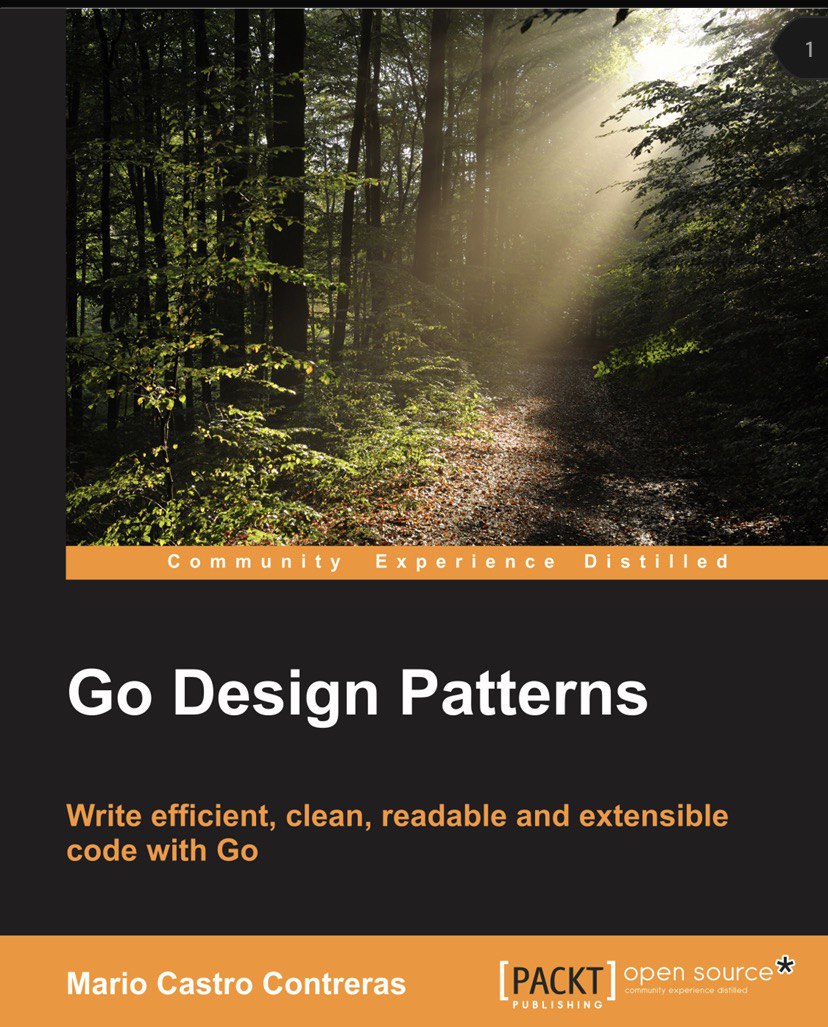 1
Community Experience Distilled
Go Design Patterns
Write efficient, clean, readable and extensible
code with Go
Mario Castro Contreras
[PACKT]
PUBLISHING
open source*
community experience distilled